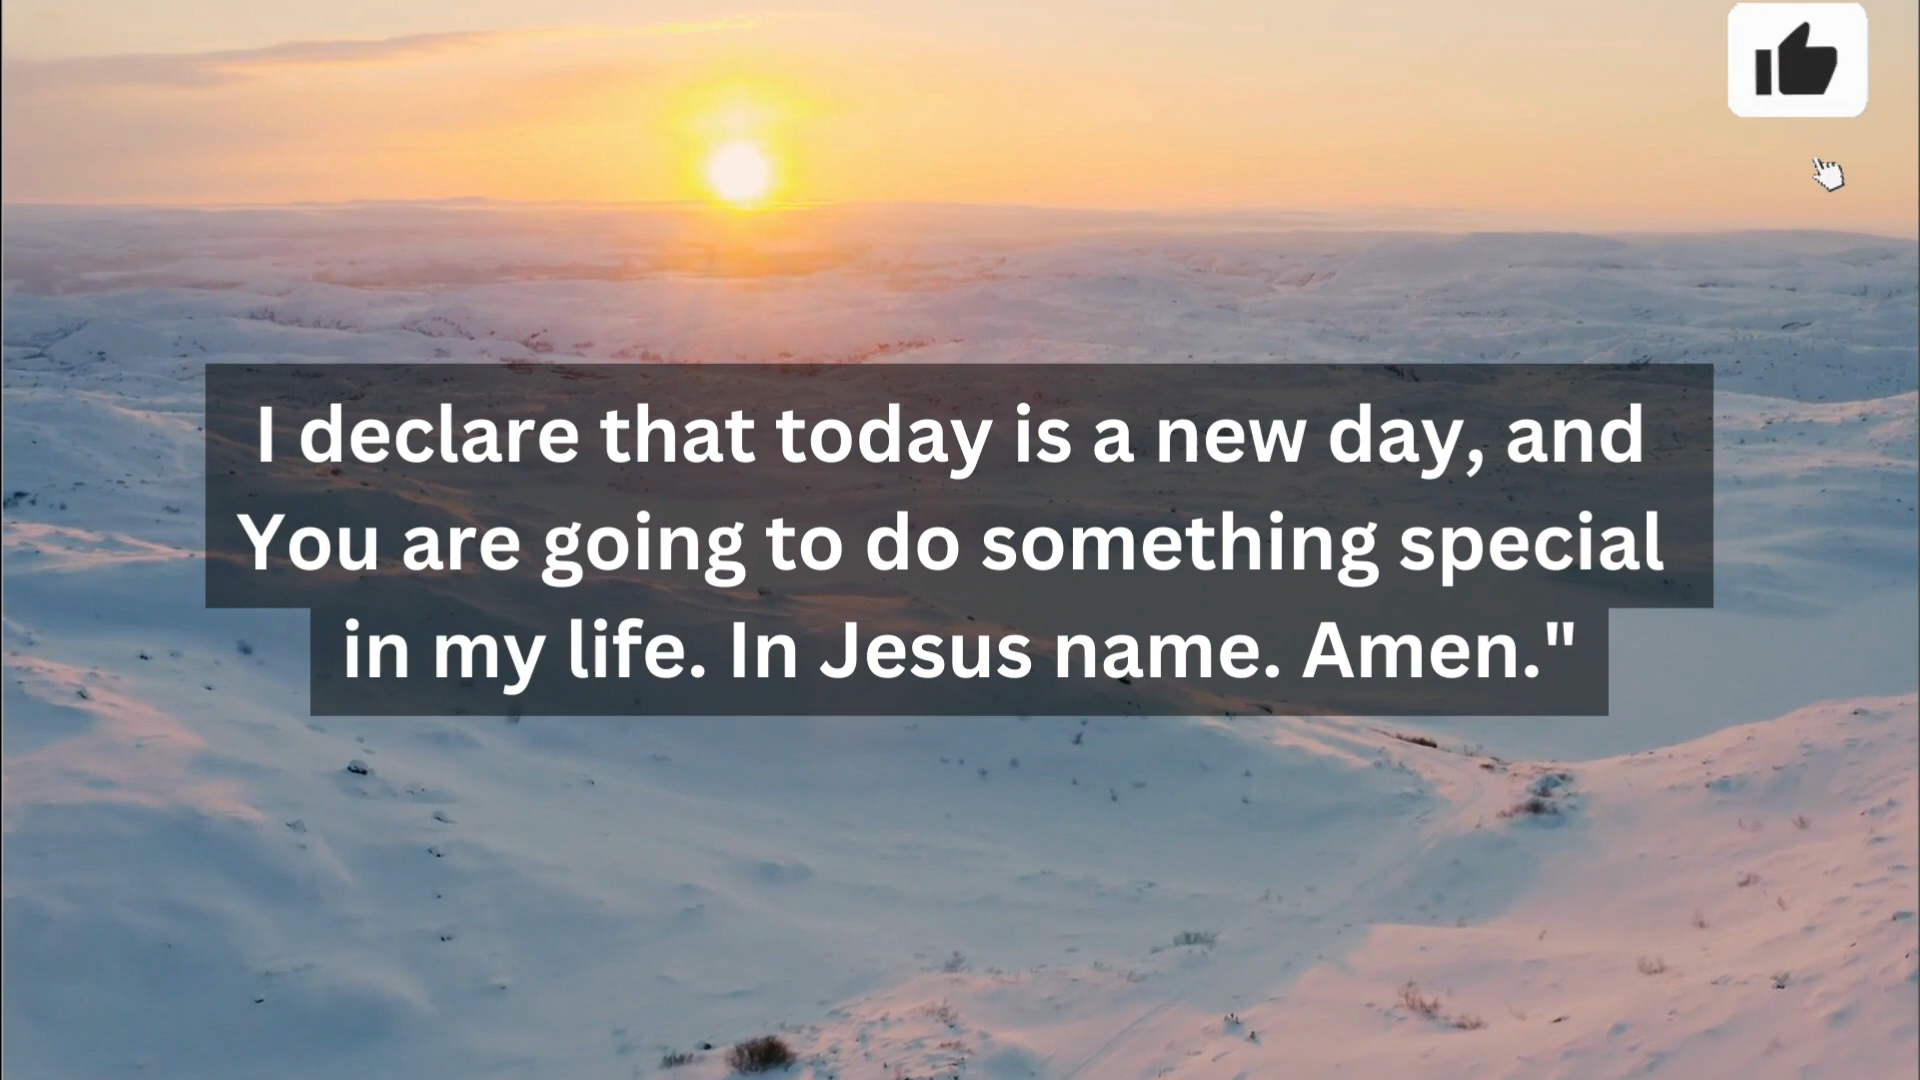 I declare that today is a new day, and
You are going to do something special
in my life. In Jesus name. Amen."